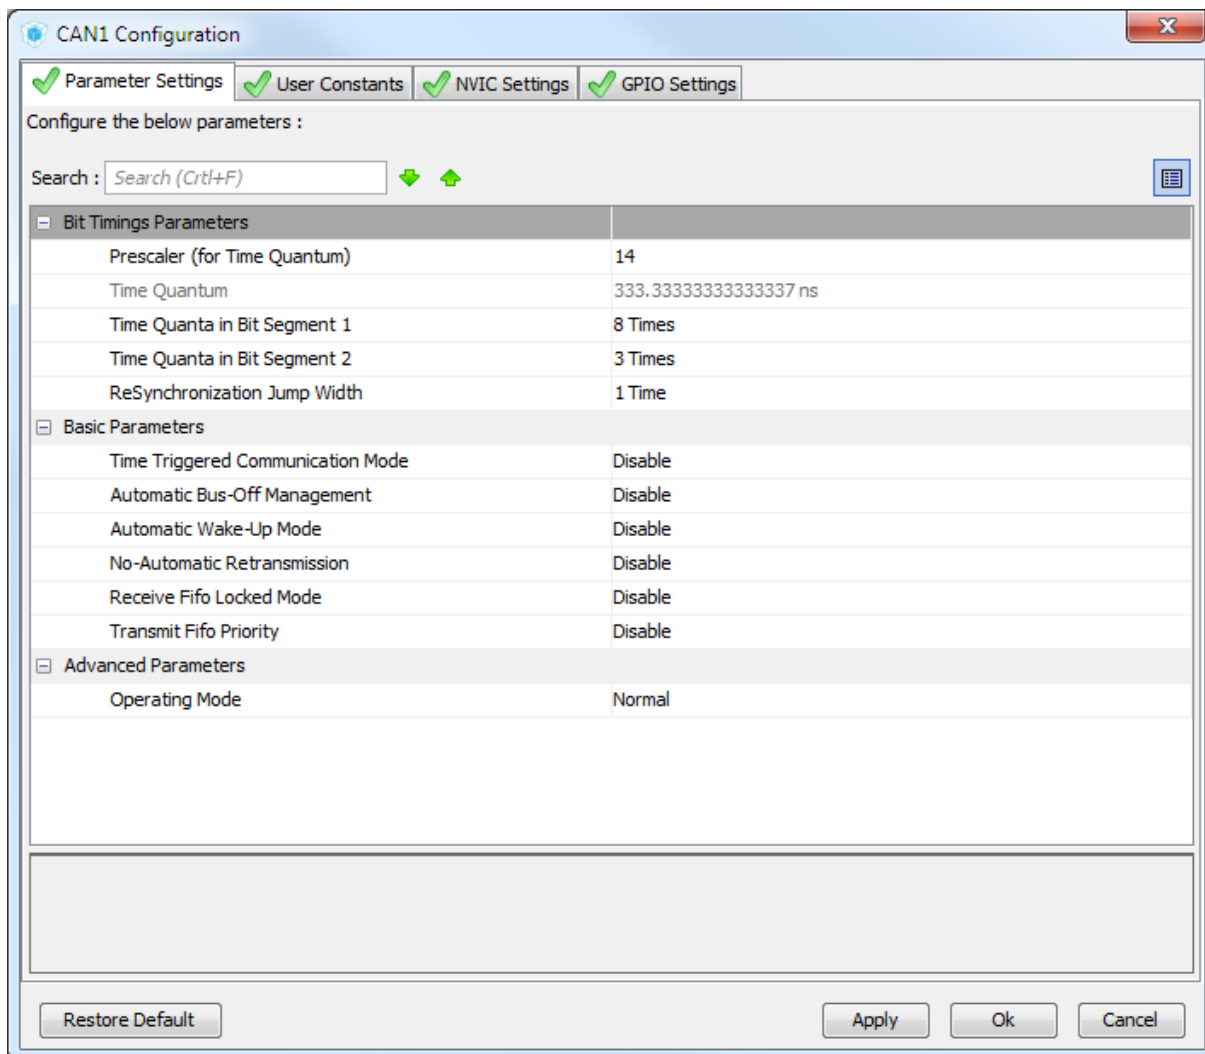 CAN1 Configuration
Parameter Settings User Constants NVIC Settings GPIO Settings
Configure the below parameters :
Search : Search (Crtl+F)
Bit Timings Parameters
Prescaler (for Time Quantum) 14
Time Quantum 333.33333333333337 ns
Time Quanta in Bit Segment 1 8 Times
Time Quanta in Bit Segment 2 3 Times
ReSynchronization Jump Width 1 Time
Basic Parameters
Time Triggered Communication Mode Disable
Automatic Bus-Off Management Disable
Automatic Wake-Up Mode Disable
No-Automatic Retransmission Disable
Receive Fifo Locked Mode Disable
Transmit Fifo Priority Disable
Advanced Parameters
Operating Mode Normal
Restore Default Apply Ok Cancel